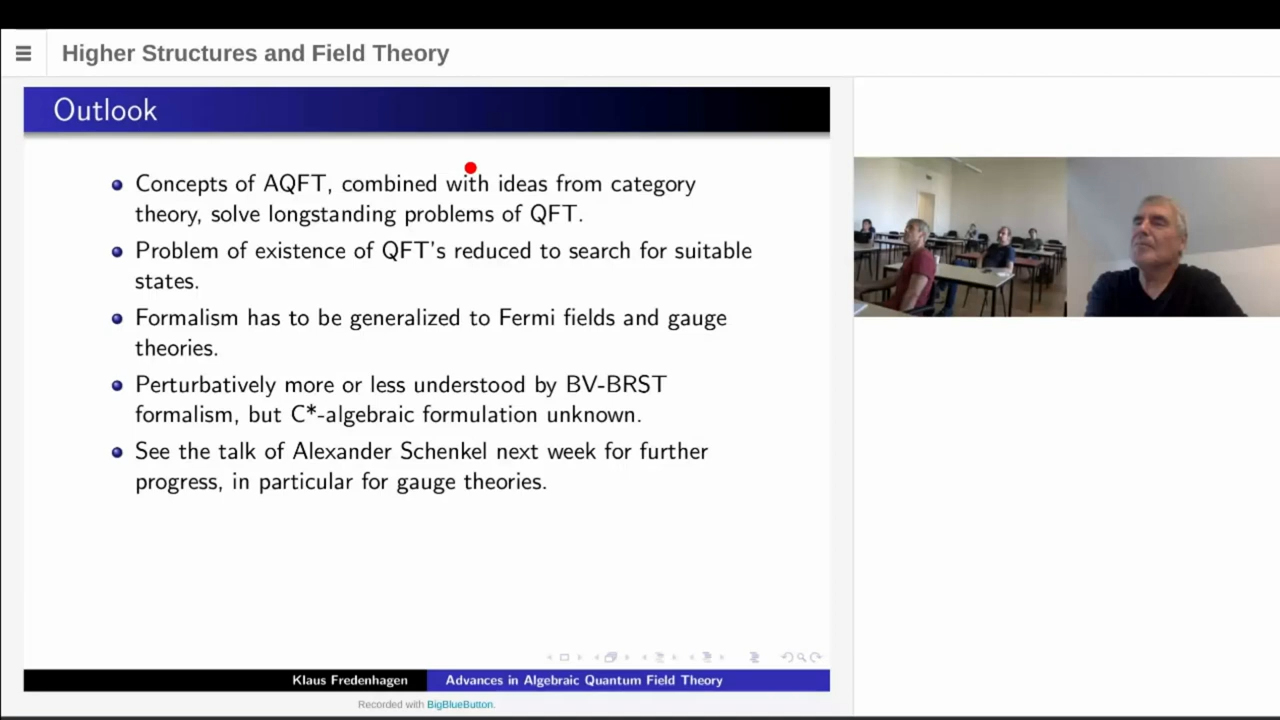 Higher Structures and Field Theory
Outlook
Concepts of AQFT, combined with ideas from category
theory, solve longstanding problems of QFT.
Problem of existence of QFT's reduced to search for suitable
states.
Formalism has to be generalized to Fermi fields and gauge
theories.
Perturbatively more or less understood by BV-BRST
formalism, but C*-algebraic formulation unknown.
See the talk of Alexander Schenkel next week for further
progress, in particular for gauge theories.
Klaus Fredenhagen
Advances in Algebraic Quantum Field Theory
Recorded with BigBlueButton.